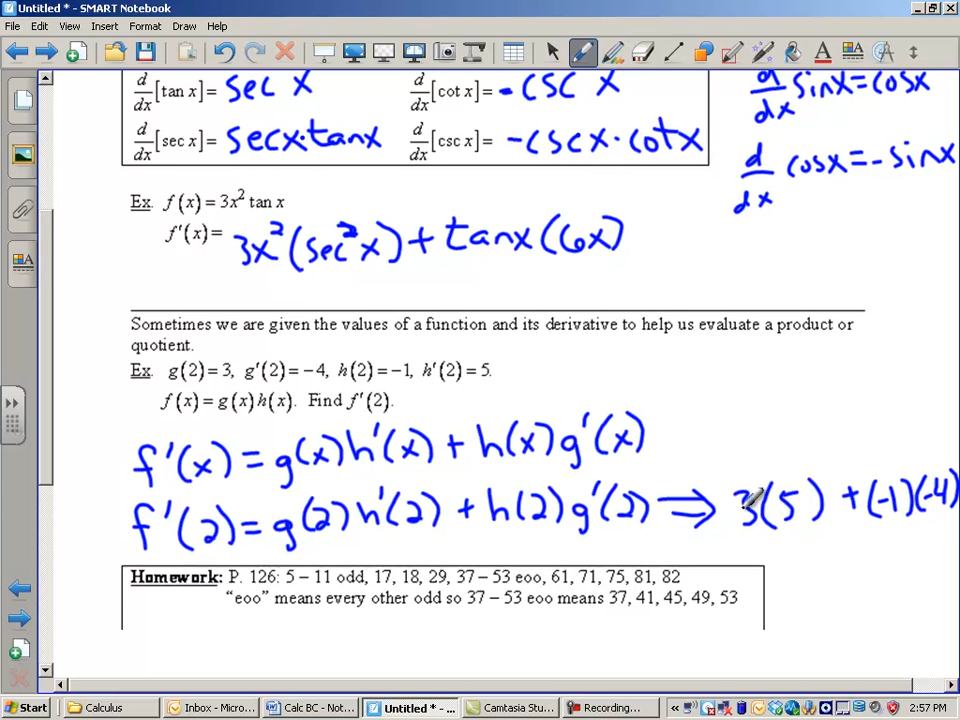 Untitled * - SMART Notebook
File Edit View Insert Format Draw Help
d/dx [tan x] = sec x d/dx [cot x] = -csc x
d/dx sinx = cosx
d/dx [sec x] = secx·tanx d/dx [csc x] = -cscx·cotx
d/dx cosx = -sinx
Ex. f(x) = 3x² tan x
f'(x) = 3x²(sec²x) + tanx(6x)
Sometimes we are given the values of a function and its derivative to help us evaluate a product or
quotient.
Ex. g(2) = 3, g'(2) = -4, h(2) = -1, h'(2) = 5.
f(x) = g(x)h(x). Find f'(2).
f'(x) = g(x)h'(x) + h(x)g'(x)
f'(2) = g(2)h'(2) + h(2)g'(2) ⟹ 3(5) + (-1)(-4)
Homework: P. 126: 5 – 11 odd, 17, 18, 29, 37 – 53 eoo, 61, 71, 75, 81, 82
“eoo” means every other odd so 37 – 53 eoo means 37, 41, 45, 49, 53
Start Calculus Inbox - Micro... Calc BC - Not... Untitled * - ... Camtasia Stu... Recording... 2:57 PM